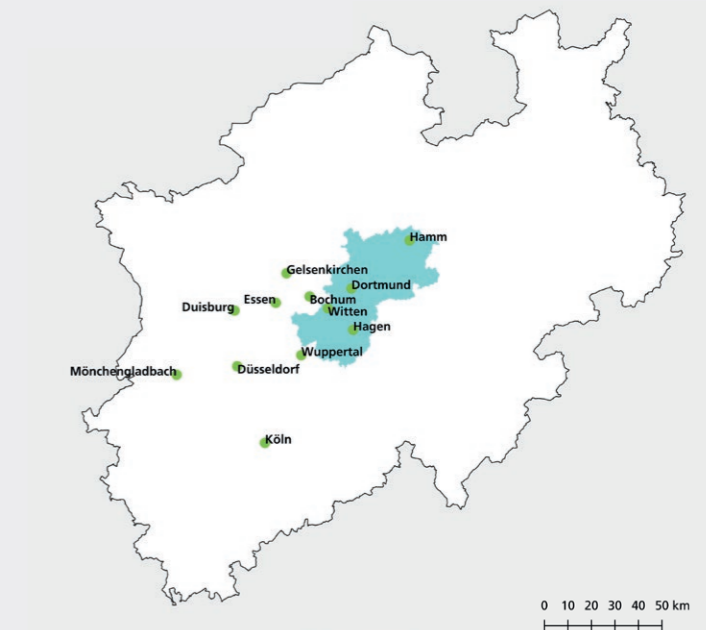 Hamm
Gelsenkirchen
Dortmund
Essen
Bochum
Duisburg
Witten
Hagen
Wuppertal
Mönchengladbach
Düsseldorf
Köln
0 10 20 30 40 50 km